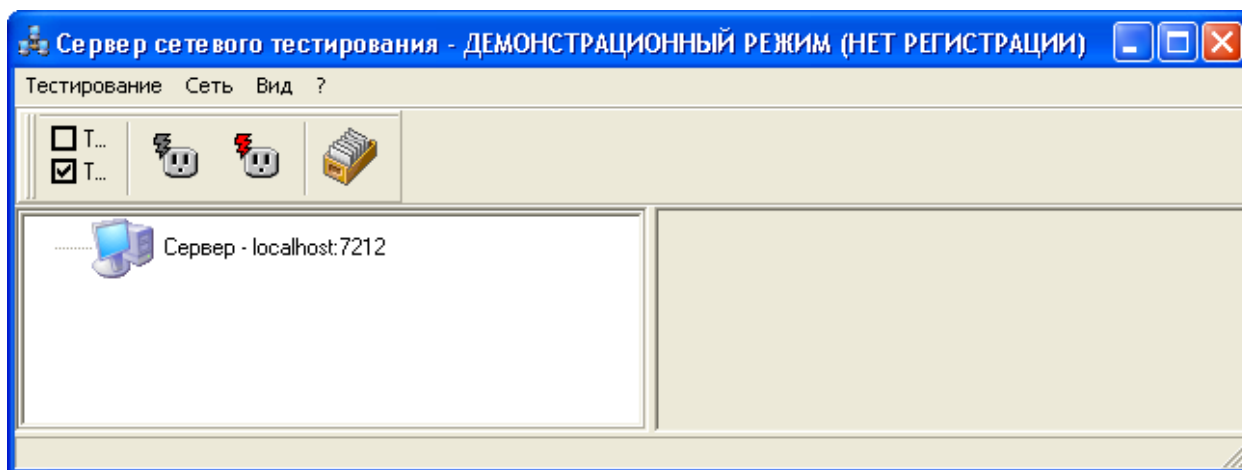 Сервер сетевого тестирования - ДЕМОНСТРАЦИОННЫЙ РЕЖИМ (НЕТ РЕГИСТРАЦИИ)
Тестирование Сеть Вид ?
Т...
Т...
Сервер - localhost:7212